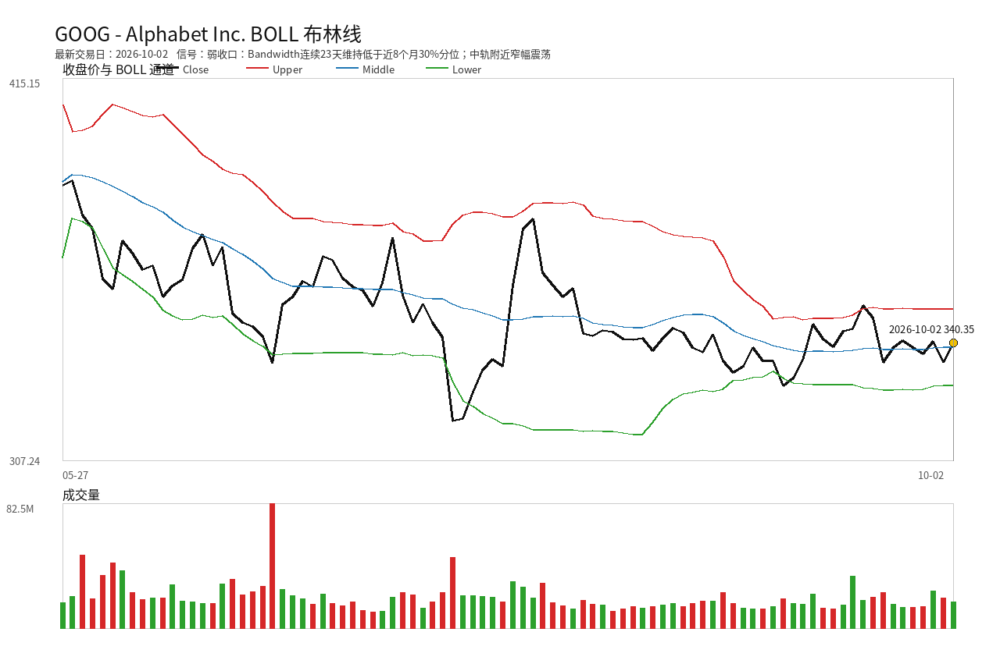 GOOG - Alphabet Inc. BOLL 布林线
最新交易日：2026-10-02 信号：弱收口：Bandwidth连续23天维持低于近8个月30%分位；中轨附近窄幅震荡
收盘价与 BOLL 通道 Close Upper Middle Lower
415.15
2026-10-02 340.35
307.24
05-27 10-02
成交量
82.5M